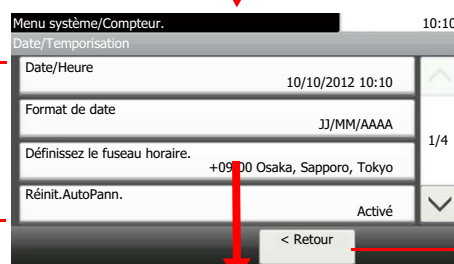 Menu système/Compteur. 10:10
Date/Temporisation
Date/Heure
10/10/2012 10:10
Format de date
JJ/MM/AAAA
1/4
Définissez le fuseau horaire.
+09:00 Osaka, Sapporo, Tokyo
Réinit.AutoPann.
Activé
< Retour